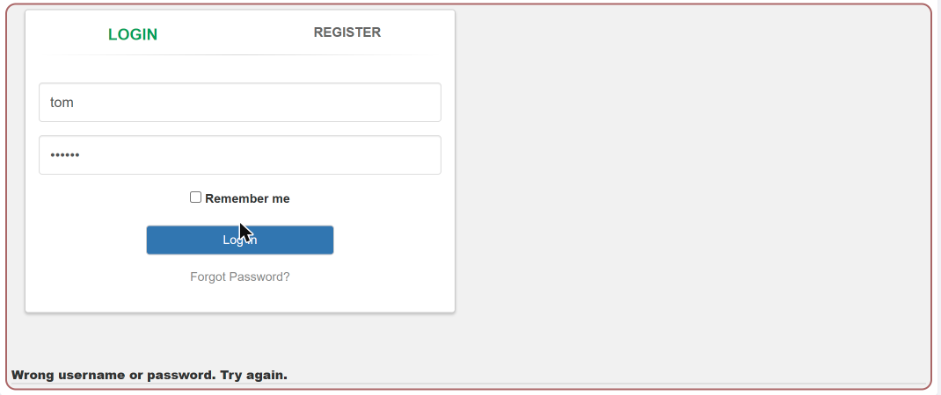 LOGIN REGISTER
tom
••••••
Remember me
Log In
Forgot Password?
Wrong username or password. Try again.